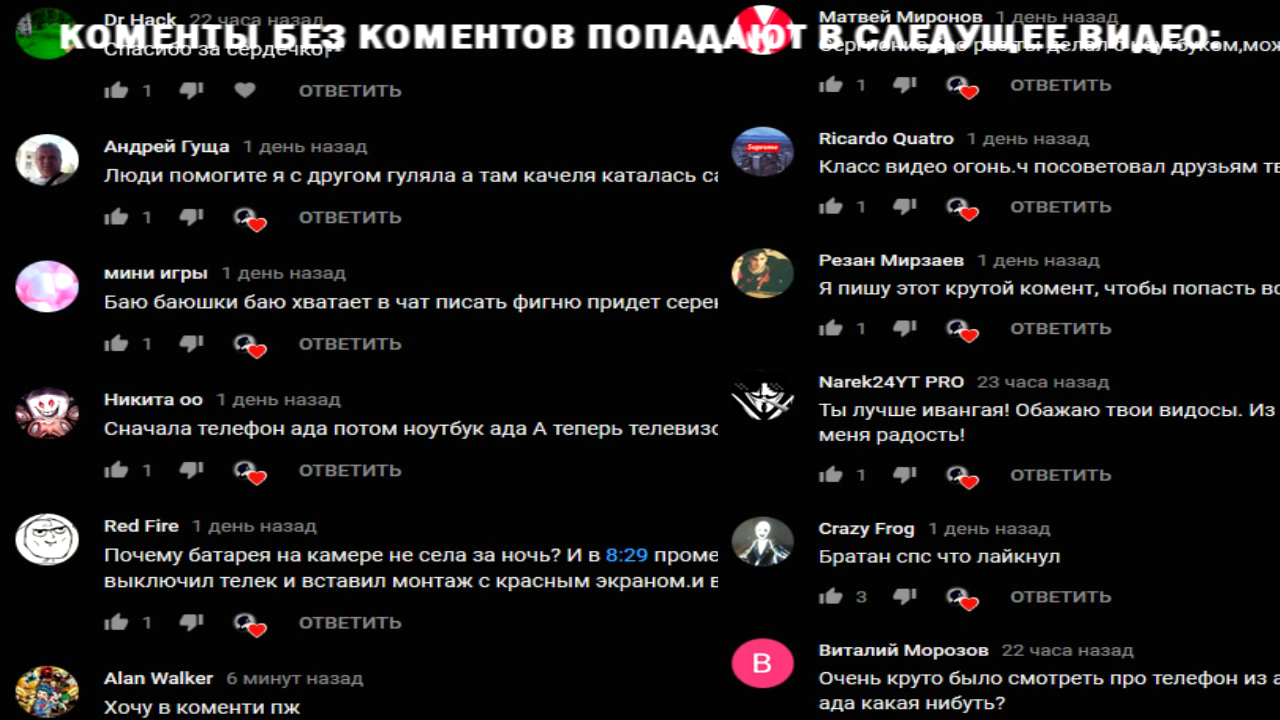 КОМЕНТЫ БЕЗ КОМЕНТОВ ПОПАДАЮТ В СЛЕДУЩЕЕ ВИДЕО:
Dr Hack 22 часа назад
Спасибо за сердечко
1 ОТВЕТИТЬ
Андрей Гуща 1 день назад
Люди помогите я с другом гуляла а там качеля каталась
1 ОТВЕТИТЬ
мини игры 1 день назад
Баю баюшки баю хватает в чат писать фигню придет
1 ОТВЕТИТЬ
Никита оо 1 день назад
Сначала телефон ада потом ноутбук ада А теперь
1 ОТВЕТИТЬ
Red Fire 1 день назад
Почему батарея на камере не села за ночь? И в 8:29
выключил телек и вставил монтаж с красным экраном.и
1 ОТВЕТИТЬ
Alan Walker 6 минут назад
Хочу в коменти пж
Матвей Миронов 1 день назад
1 ОТВЕТИТЬ
Ricardo Quatro 1 день назад
Класс видео огонь.ч посоветовал друзьям
1 ОТВЕТИТЬ
Резан Мирзаев 1 день назад
Я пишу этот крутой комент, чтобы попасть
1 ОТВЕТИТЬ
Narek24YT PRO 23 часа назад
Ты лучше ивангая! Обажаю твои видосы. Из
меня радость!
1 ОТВЕТИТЬ
Crazy Frog 1 день назад
Братан спс что лайкнул
3 ОТВЕТИТЬ
В
Виталий Морозов 22 часа назад
Очень круто было смотреть про телефон из
ада какая нибуть?